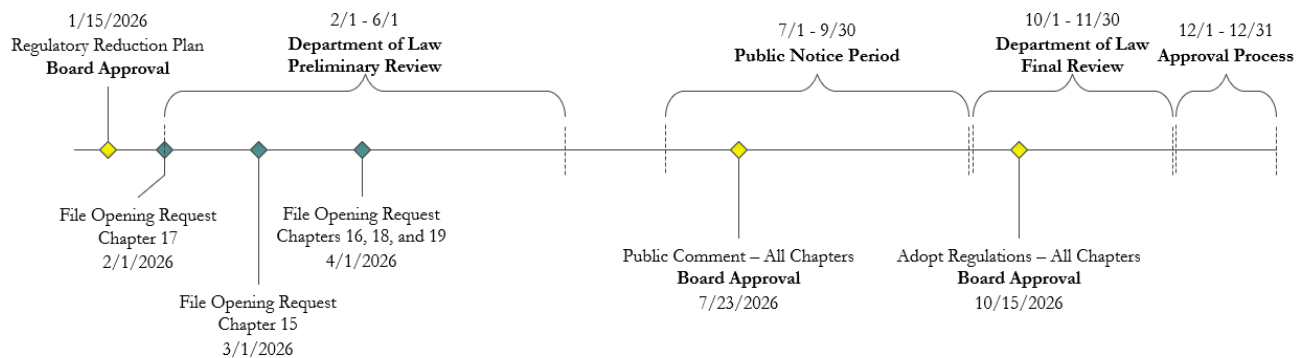 1/15/2026
Regulatory Reduction Plan
Board Approval
2/1 - 6/1
Department of Law
Preliminary Review
7/1 - 9/30
Public Notice Period
10/1 - 11/30
Department of Law
Final Review
12/1 - 12/31
Approval Process
File Opening Request
Chapter 17
2/1/2026
File Opening Request
Chapter 15
3/1/2026
File Opening Request
Chapters 16, 18, and 19
4/1/2026
Public Comment – All Chapters
Board Approval
7/23/2026
Adopt Regulations – All Chapters
Board Approval
10/15/2026